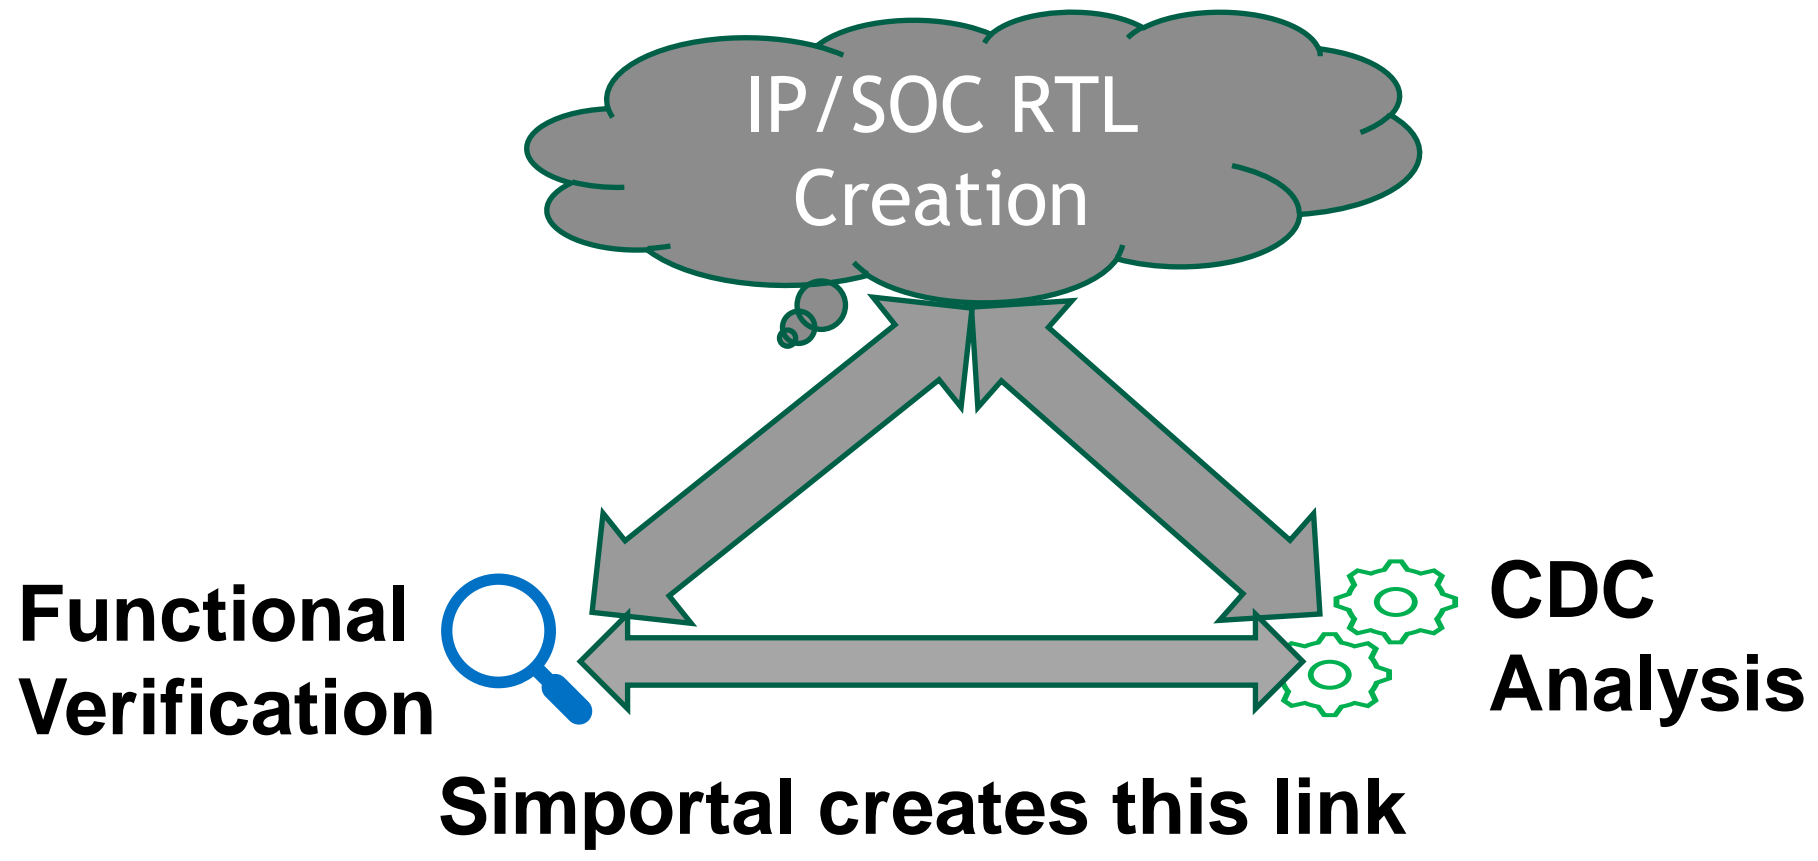 IP/SOC RTL
Creation
Functional
Verification
CDC
Analysis
Simportal creates this link